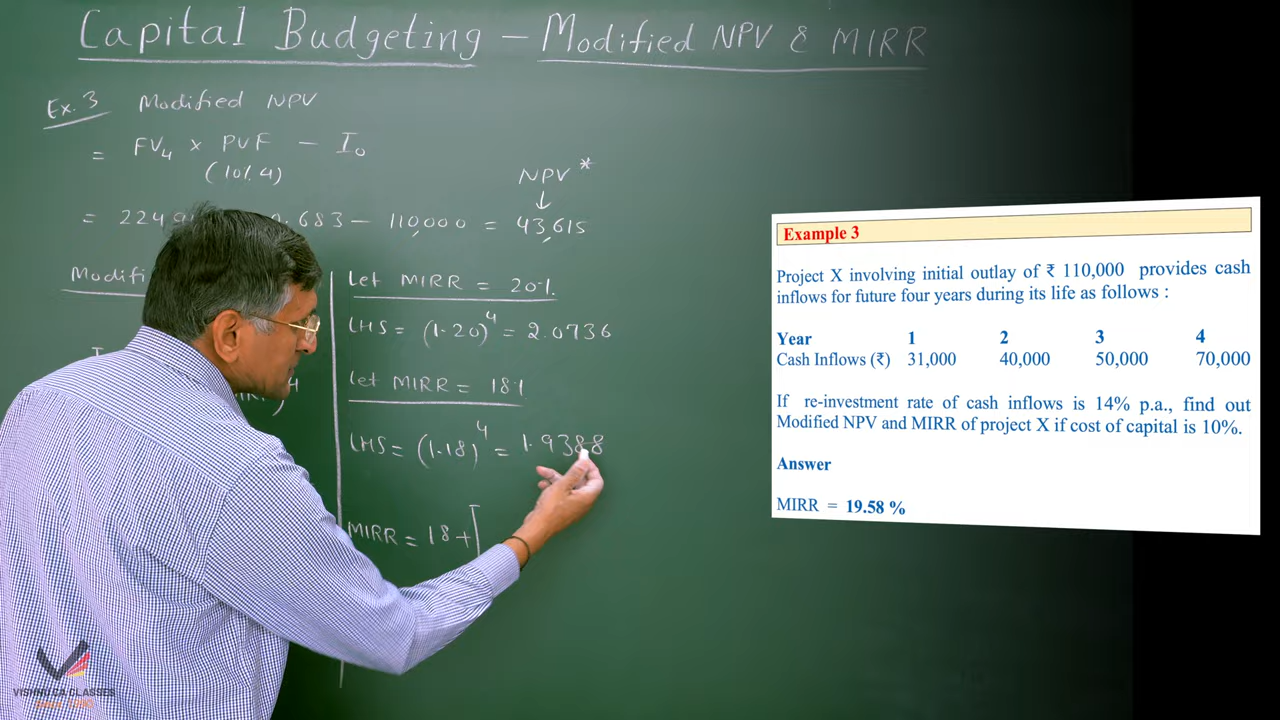 Capital Budgeting – Modified NPV & MIRR
Ex. 3 Modified NPV
= FV4 × PVF – I0
(10%, 4)
NPV*
↓
= 224 683 – 110,000 = 43,615
Modifi
Let MIRR = 20%
LHS = (1.20)^4 = 2.0736
4
Let MIRR = 18%
LHS = (1.18)^4 = 1.9388
MIRR = 18 + [
Example 3
Project X involving initial outlay of ₹ 110,000 provides cash
inflows for future four years during its life as follows :
Year 1 2 3 4
Cash Inflows (₹) 31,000 40,000 50,000 70,000
If re-investment rate of cash inflows is 14% p.a., find out
Modified NPV and MIRR of project X if cost of capital is 10%.
Answer
MIRR = 19.58 %
VISHNU CA CLASSES